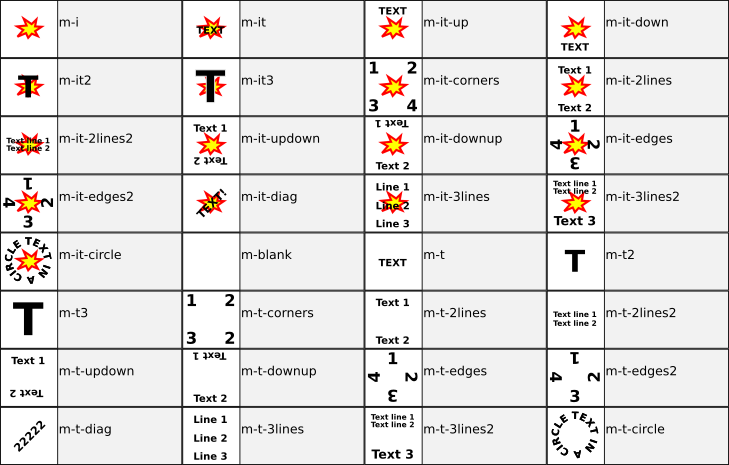 m-i
TEXT m-it
TEXT m-it-up
TEXT m-it-down
T m-it2
T m-it3
1 2 3 4 m-it-corners
Text 1 Text 2 m-it-2lines
Text line 1 Text line 2 m-it-2lines2
Text 1 Text 2 m-it-updown
Text 1 Text 2 m-it-downup
1 2 3 4 m-it-edges
1 2 3 4 m-it-edges2
TEXT! m-it-diag
Line 1 Line 2 Line 3 m-it-3lines
Text line 1 Text line 2 Text 3 m-it-3lines2
CIRCLE TEXT IN A m-it-circle
m-blank
TEXT m-t
T m-t2
T m-t3
1 2 3 2 m-t-corners
Text 1 Text 2 m-t-2lines
Text line 1 Text line 2 m-t-2lines2
Text 1 Text 2 m-t-updown
Text 1 Text 2 m-t-downup
1 2 3 4 m-t-edges
1 2 3 4 m-t-edges2
22222 m-t-diag
Line 1 Line 2 Line 3 m-t-3lines
Text line 1 Text line 2 Text 3 m-t-3lines2
CIRCLE TEXT IN A m-t-circle